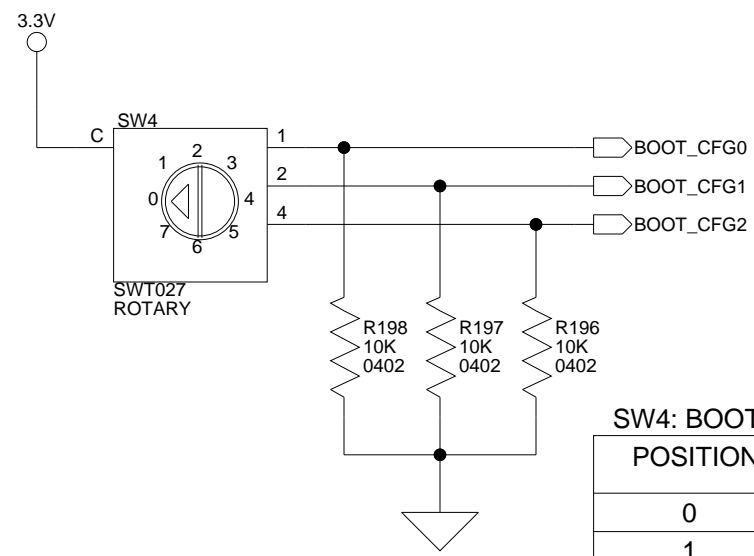 3.3V
SW4
C
1
2
4
0
1
2
3
4
5
6
7
SWT027
ROTARY
BOOT_CFG0
BOOT_CFG1
BOOT_CFG2
R198
10K
0402
R197
10K
0402
R196
10K
0402
SW4: BOOT
POSITION
0
1